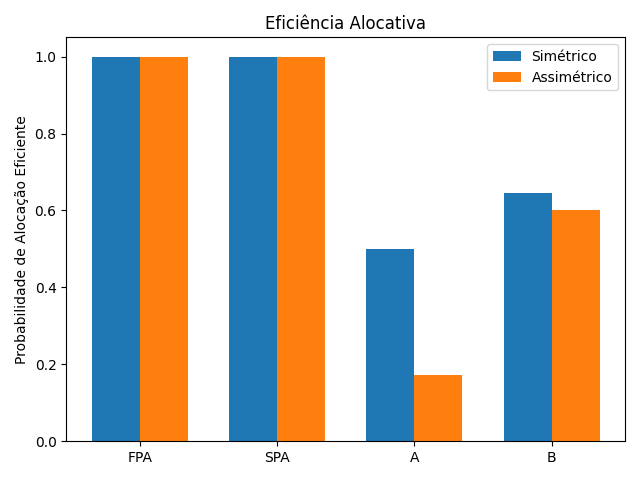 Eficiência Alocativa
Probabilidade de Alocação Eficiente
1.0
0.8
0.6
0.4
0.2
0.0
Simétrico
Assimétrico
FPA SPA A B